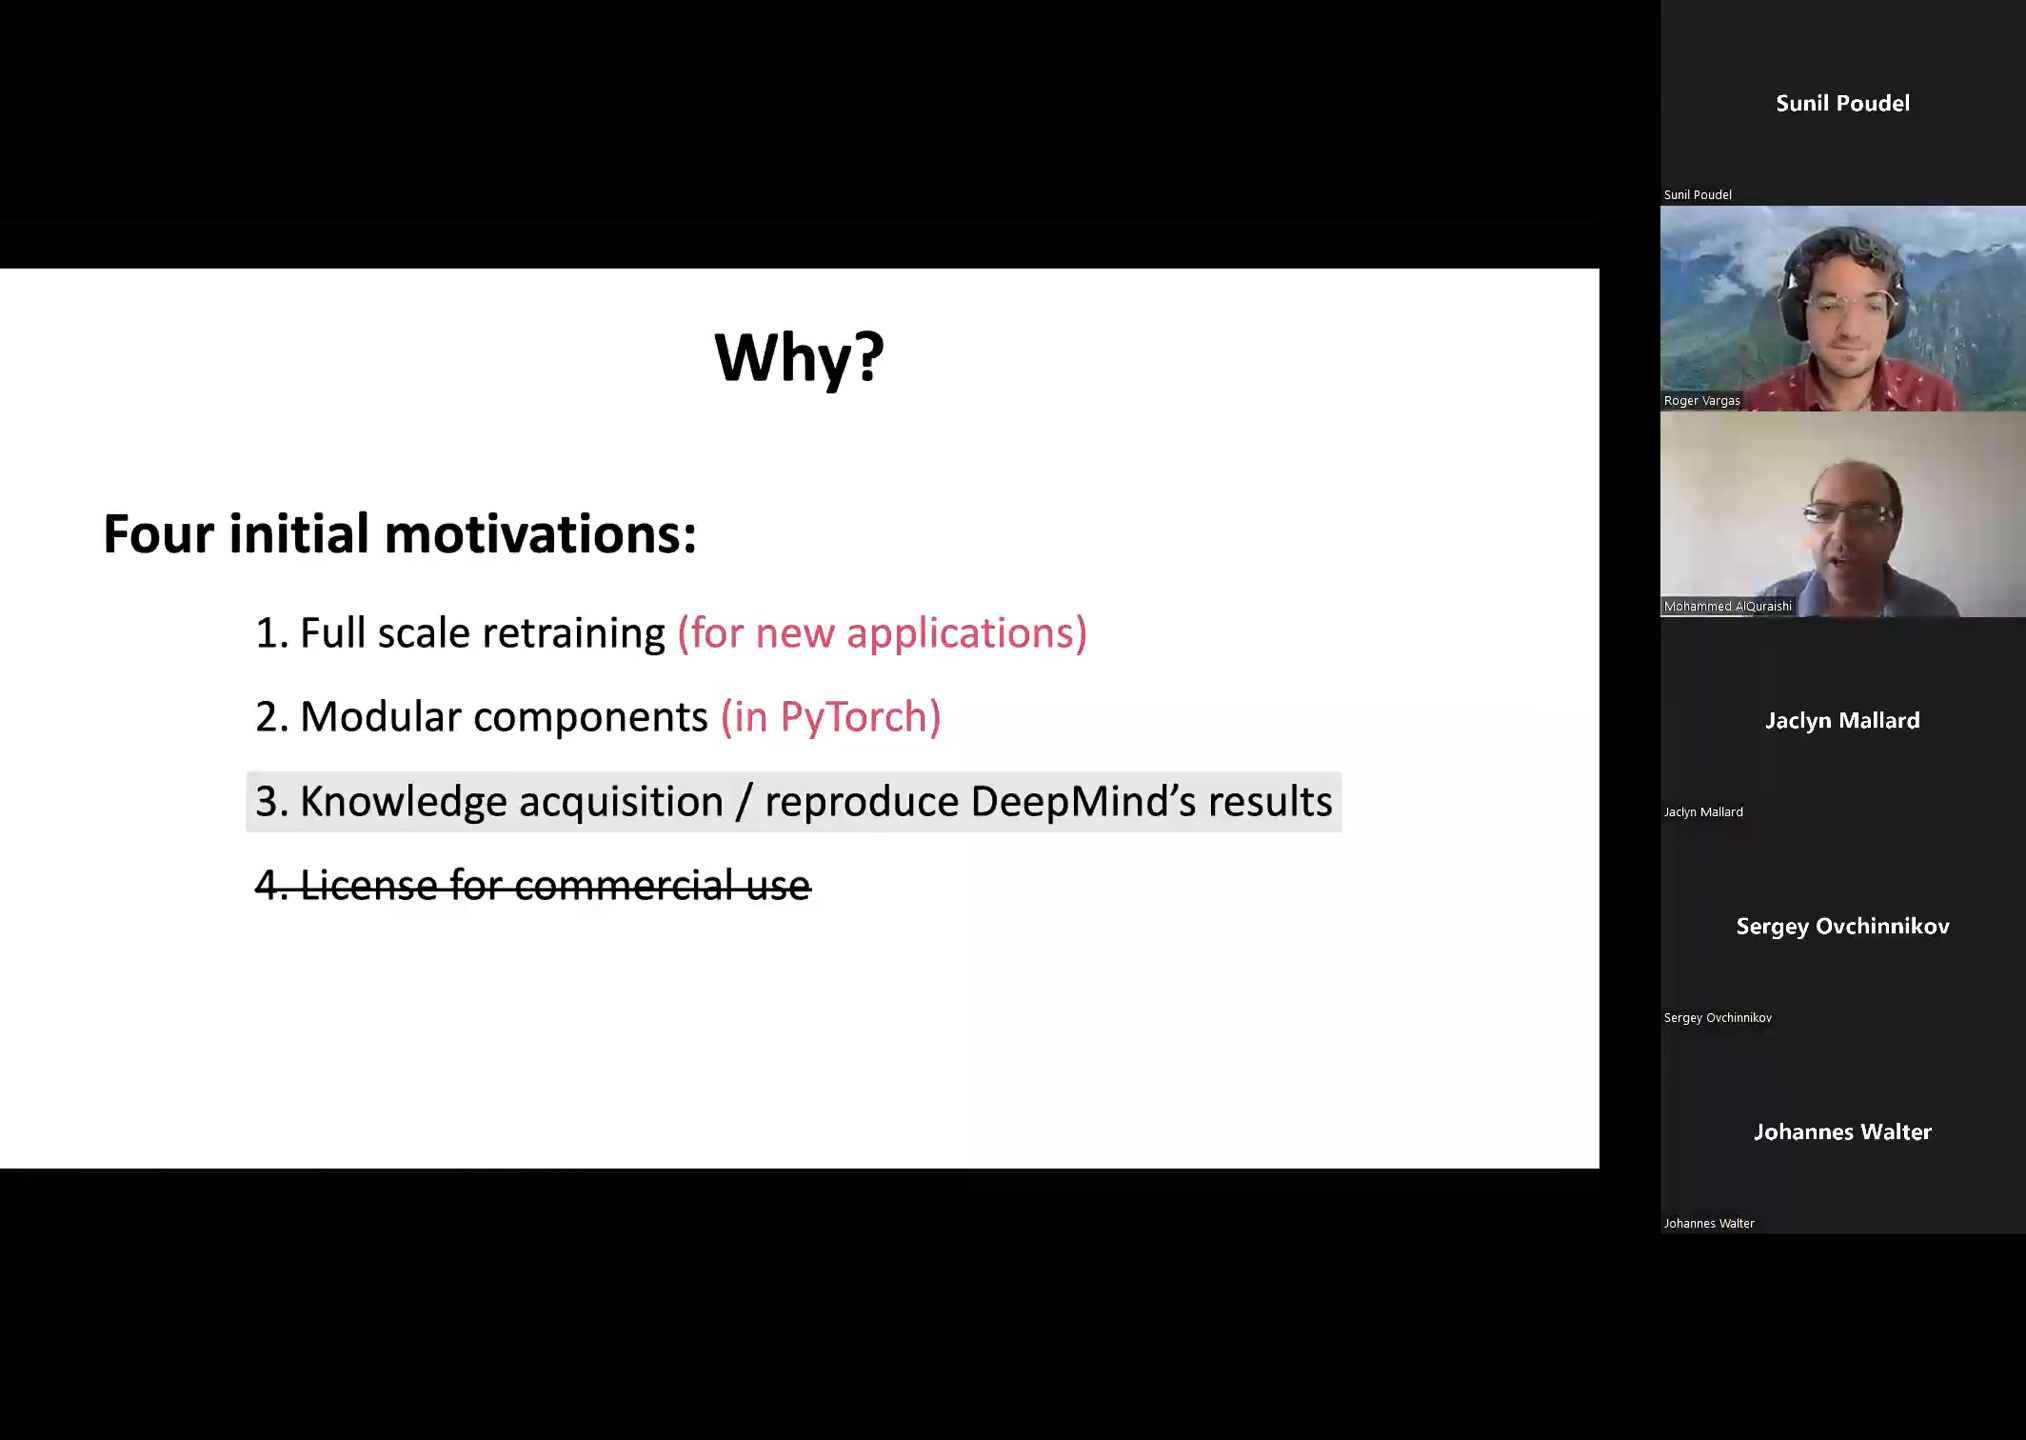 Why?
Four initial motivations:
1. Full scale retraining (for new applications)
2. Modular components (in PyTorch)
3. Knowledge acquisition / reproduce DeepMind’s results
4. License for commercial use
Sunil Poudel
Sunil Poudel
Roger Vargas
Mohammed AlQuraishi
Jaclyn Mallard
Jaclyn Mallard
Sergey Ovchinnikov
Sergey Ovchinnikov
Johannes Walter
Johannes Walter